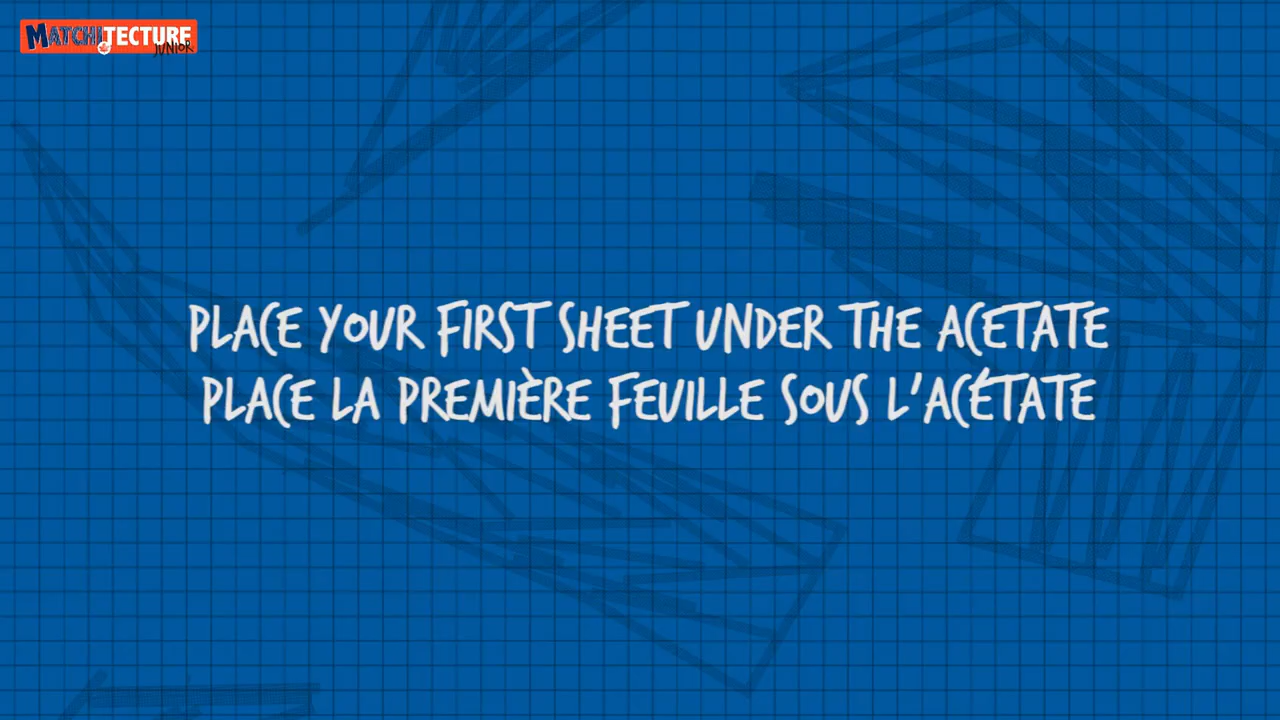 MATCHITECTURE
JUNIOR
PLACE YOUR FIRST SHEET UNDER THE ACETATE
PLACE LA PREMIÈRE FEUILLE SOUS L'ACÉTATE